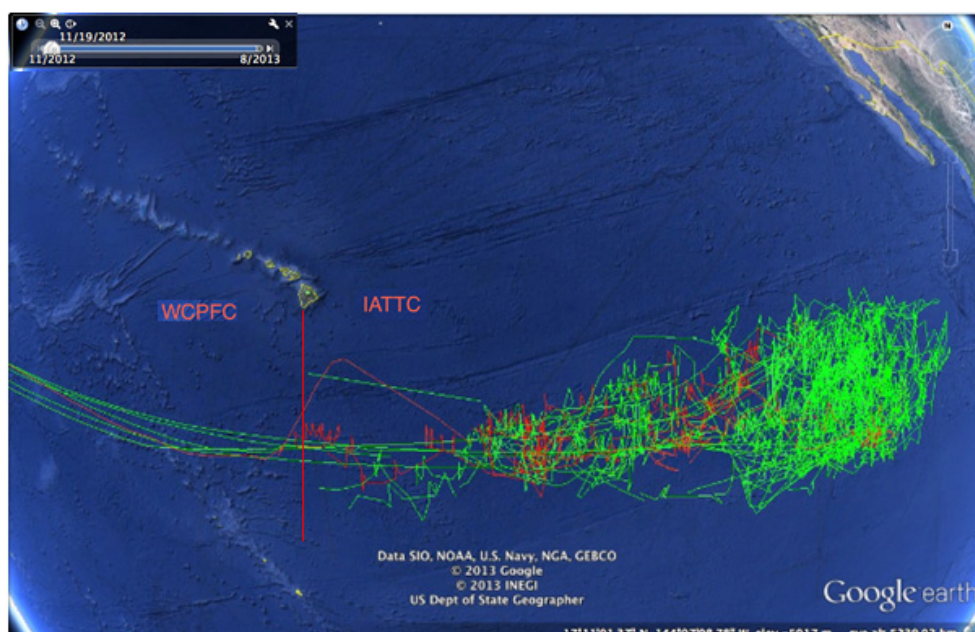 11/19/2012
11/2012
8/2013
N
WCPFC
IATTC
Data SIO, NOAA, U.S. Navy, NGA, GEBCO
© 2013 Google
© 2013 INEGI
US Dept of State Geographer
Google earth